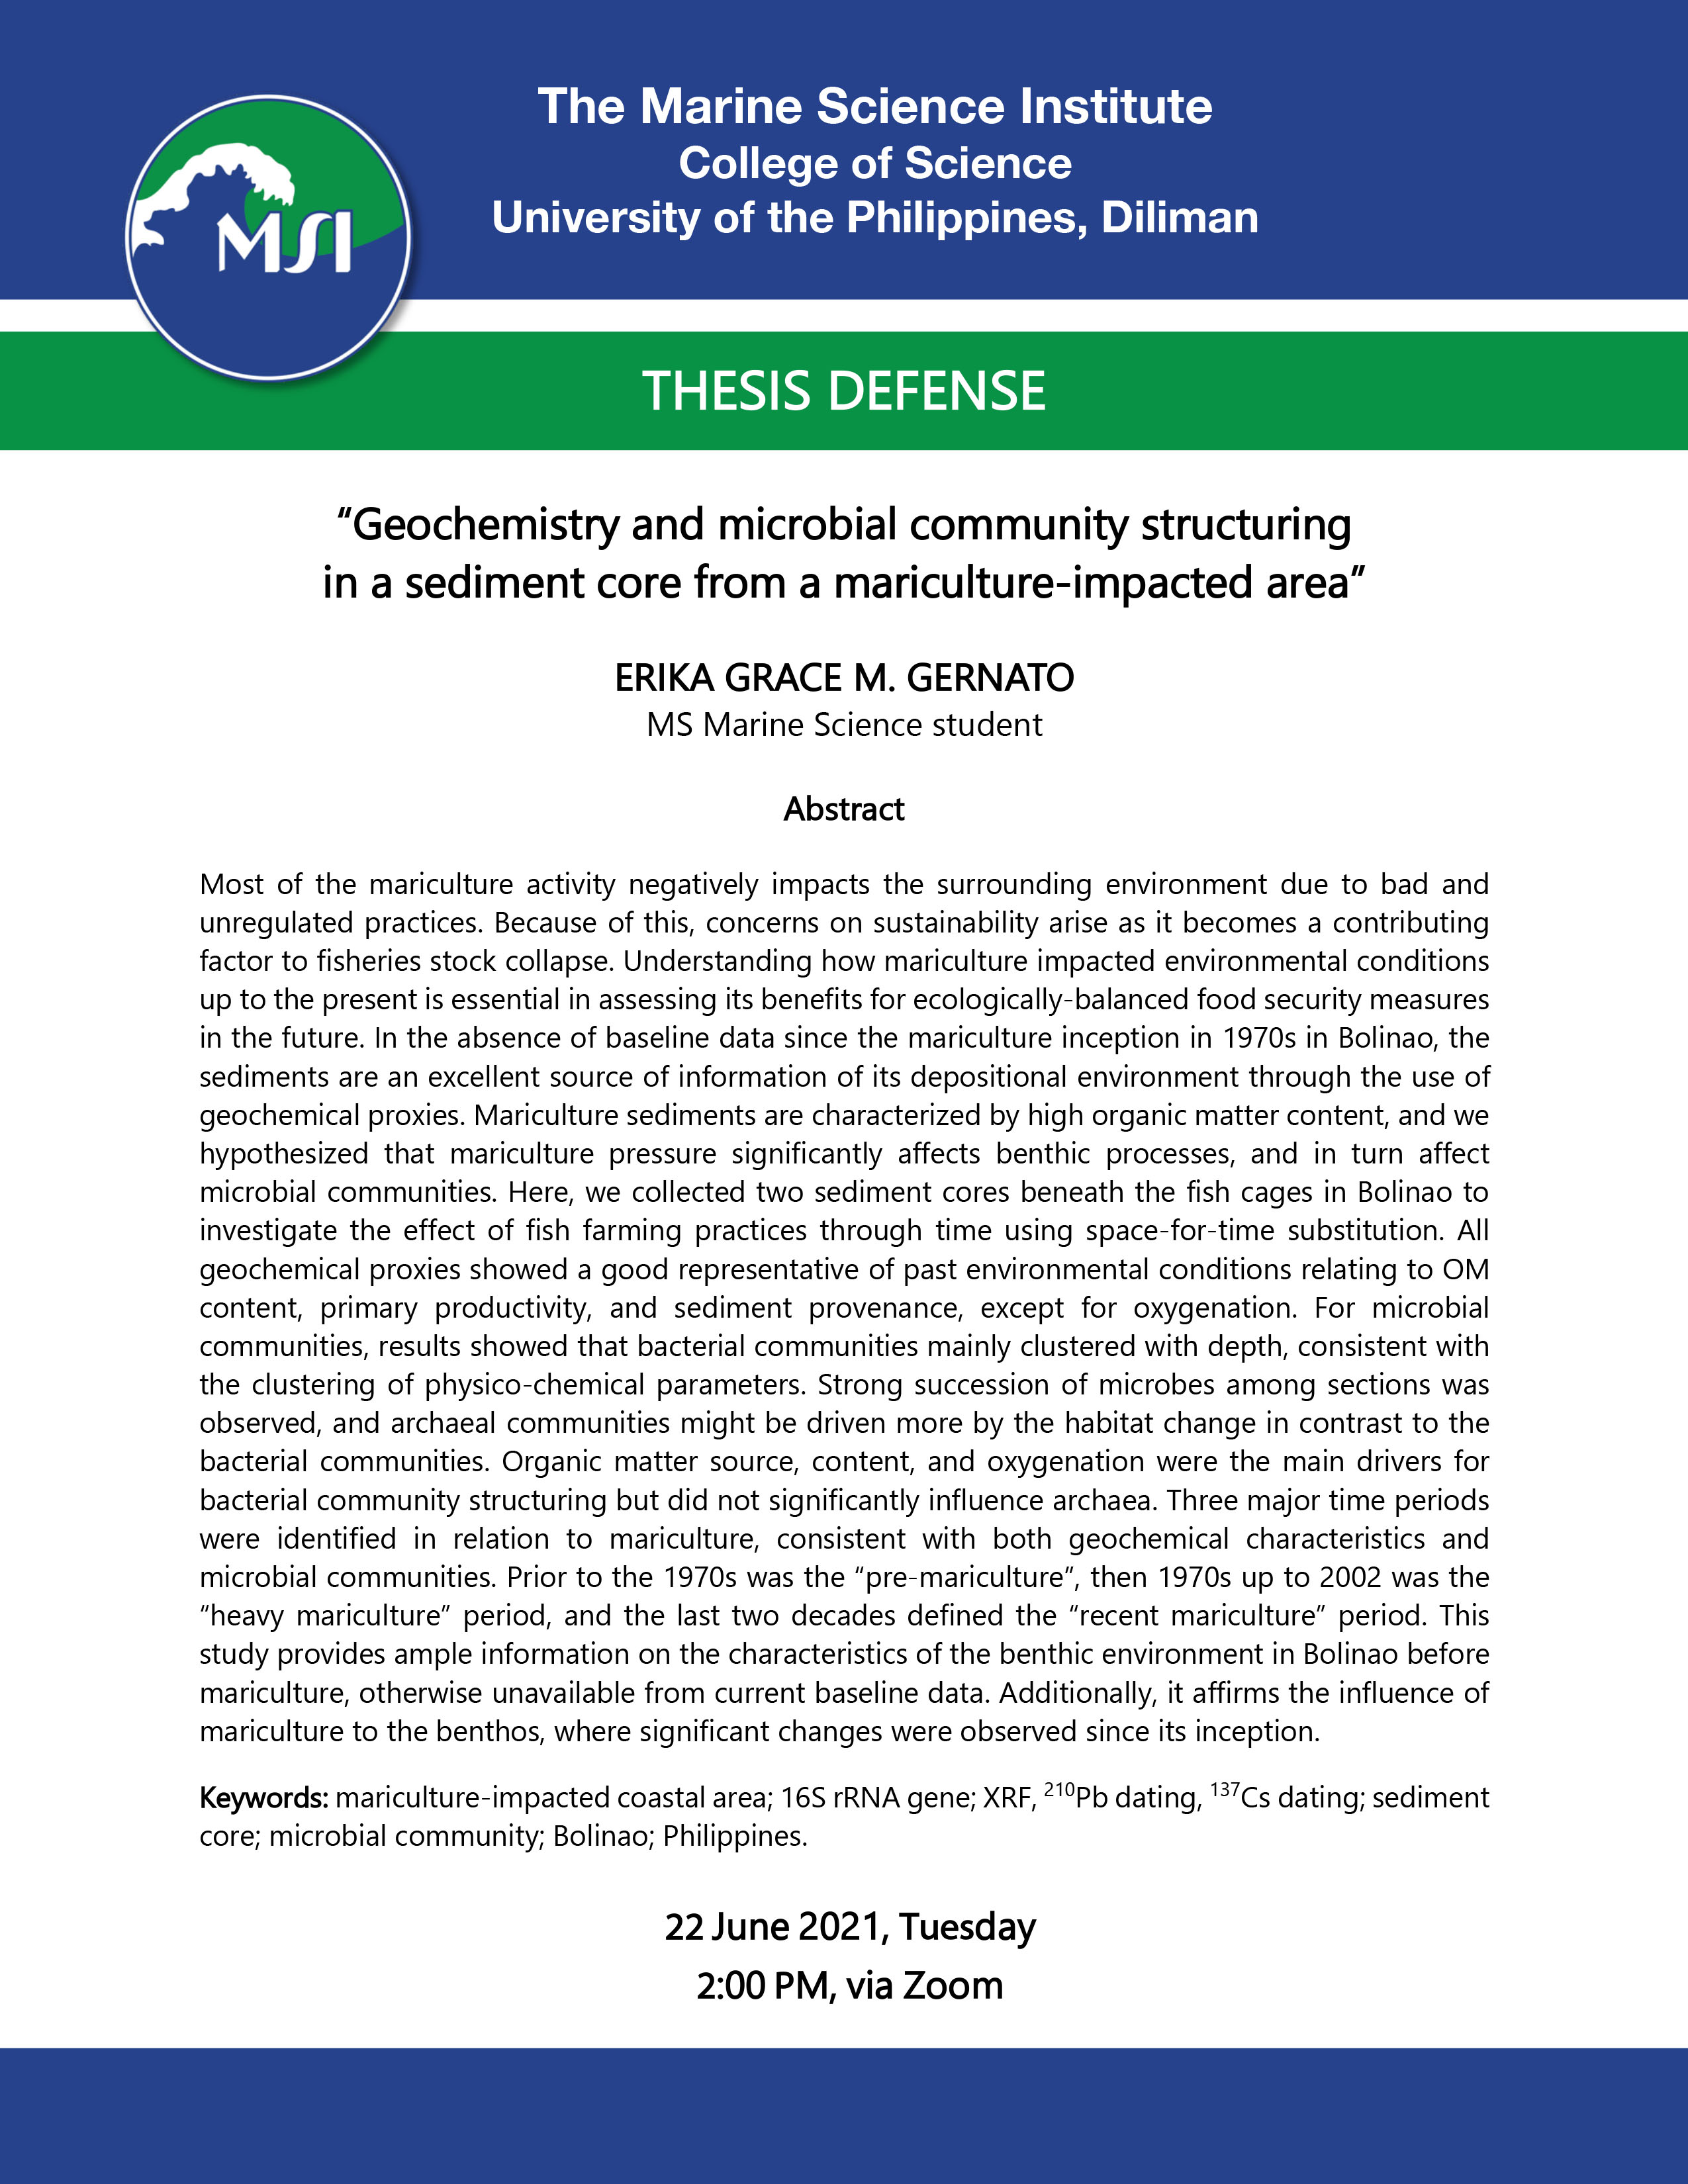 The Marine Science Institute
College of Science
University of the Philippines, Diliman
MSI
THESIS DEFENSE
“Geochemistry and microbial community structuring
in a sediment core from a mariculture-impacted area”
ERIKA GRACE M. GERNATO
MS Marine Science student
Abstract
Most of the mariculture activity negatively impacts the surrounding environment due to bad and
unregulated practices. Because of this, concerns on sustainability arise as it becomes a contributing
factor to fisheries stock collapse. Understanding how mariculture impacted environmental conditions
up to the present is essential in assessing its benefits for ecologically-balanced food security measures
in the future. In the absence of baseline data since the mariculture inception in 1970s in Bolinao, the
sediments are an excellent source of information of its depositional environment through the use of
geochemical proxies. Mariculture sediments are characterized by high organic matter content, and we
hypothesized that mariculture pressure significantly affects benthic processes, and in turn affect
microbial communities. Here, we collected two sediment cores beneath the fish cages in Bolinao to
investigate the effect of fish farming practices through time using space-for-time substitution. All
geochemical proxies showed a good representative of past environmental conditions relating to OM
content, primary productivity, and sediment provenance, except for oxygenation. For microbial
communities, results showed that bacterial communities mainly clustered with depth, consistent with
the clustering of physico-chemical parameters. Strong succession of microbes among sections was
observed, and archaeal communities might be driven more by the habitat change in contrast to the
bacterial communities. Organic matter source, content, and oxygenation were the main drivers for
bacterial community structuring but did not significantly influence archaea. Three major time periods
were identified in relation to mariculture, consistent with both geochemical characteristics and
microbial communities. Prior to the 1970s was the “pre-mariculture”, then 1970s up to 2002 was the
“heavy mariculture” period, and the last two decades defined the “recent mariculture” period. This
study provides ample information on the characteristics of the benthic environment in Bolinao before
mariculture, otherwise unavailable from current baseline data. Additionally, it affirms the influence of
mariculture to the benthos, where significant changes were observed since its inception.
Keywords: mariculture-impacted coastal area; 16S rRNA gene; XRF, ²¹⁰Pb dating, ¹³⁷Cs dating; sediment
core; microbial community; Bolinao; Philippines.
22 June 2021, Tuesday
2:00 PM, via Zoom